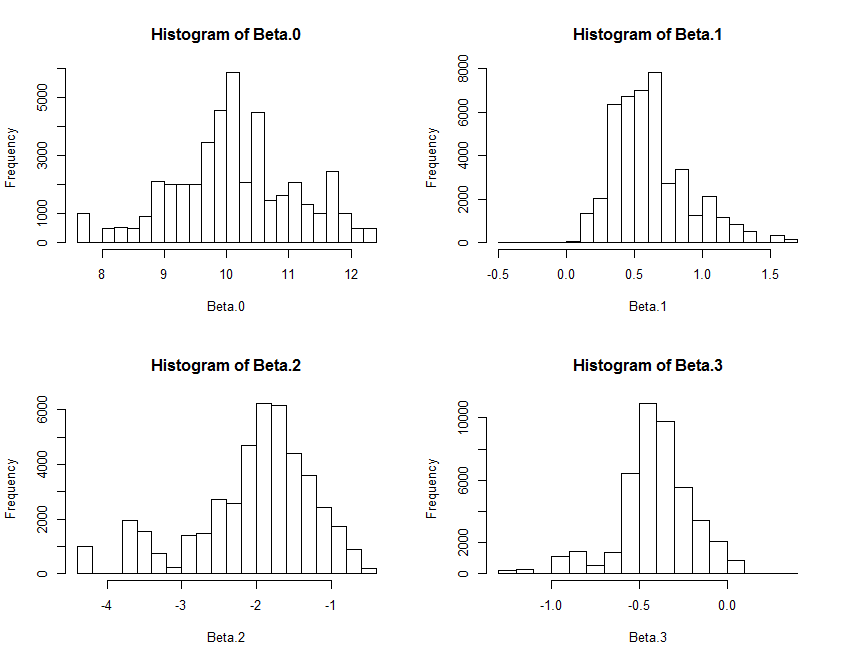 Histogram of Beta.0
Frequency
0
1000
3000
5000
8
9
10
11
12
Beta.0
Histogram of Beta.1
Frequency
0
2000
4000
6000
8000
-0.5
0.0
0.5
1.0
1.5
Beta.1
Histogram of Beta.2
Frequency
0
2000
4000
6000
-4
-3
-2
-1
Beta.2
Histogram of Beta.3
Frequency
0
2000
6000
10000
-1.0
-0.5
0.0
Beta.3